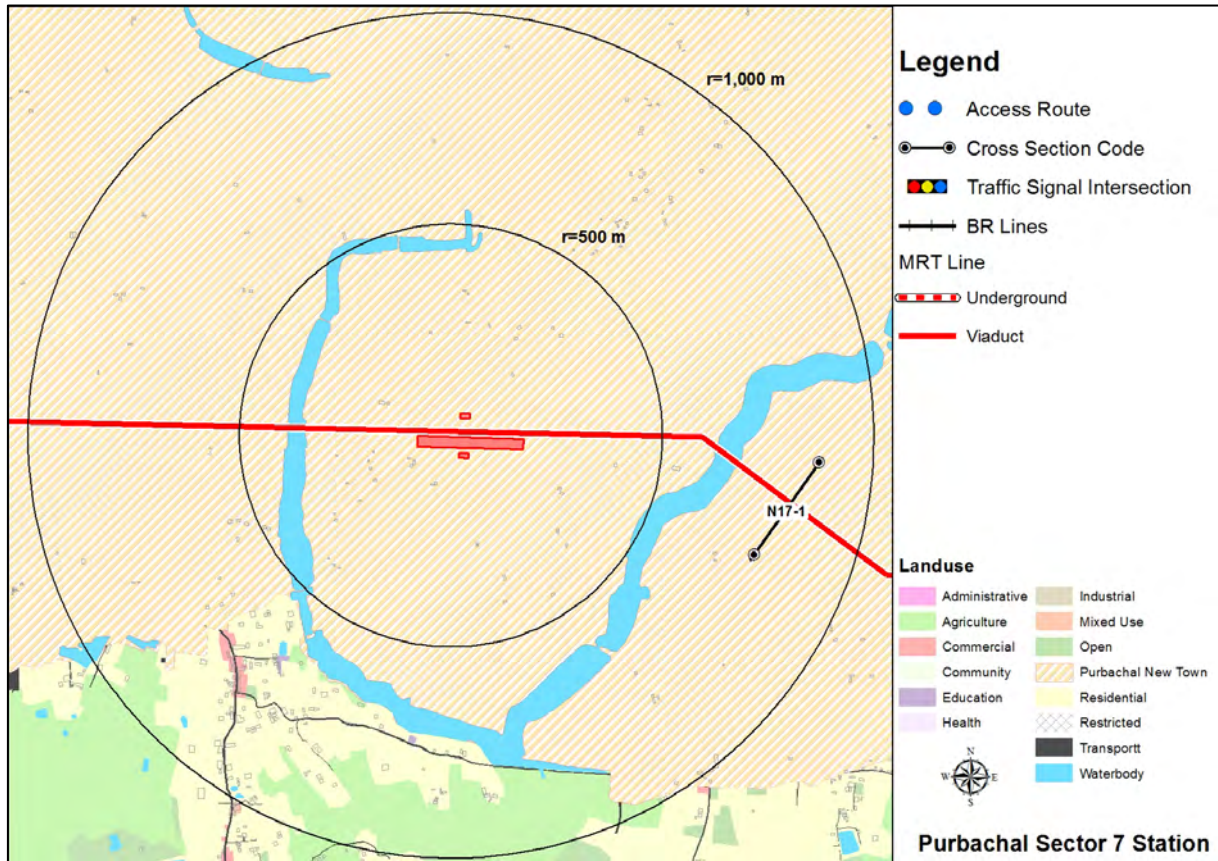 r=1,000 m
r=500 m
N17-1
Legend
Access Route
Cross Section Code
Traffic Signal Intersection
BR Lines
MRT Line
Underground
Viaduct
Landuse
Administrative
Agriculture
Commercial
Community
Education
Health
Industrial
Mixed Use
Open
Purbachal New Town
Residential
Restricted
Transportt
Waterbody
N
W E
S
Purbachal Sector 7 Station